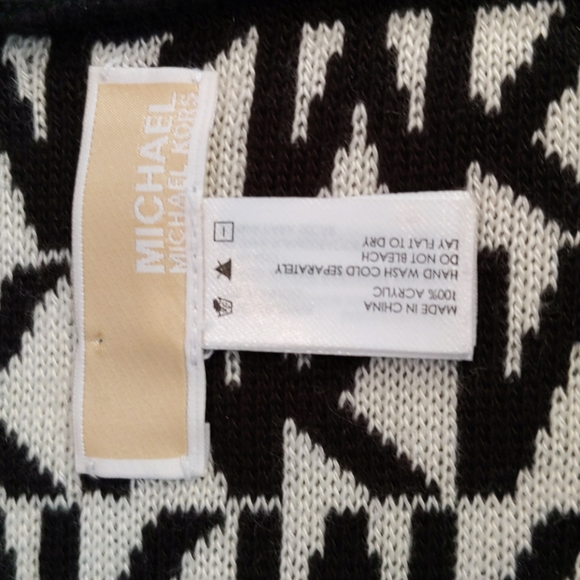 MICHAEL
MICHAEL KORS
MADE IN CHINA
100% ACRYLIC
HAND WASH COLD SEPARATELY
DO NOT BLEACH
LAY FLAT TO DRY